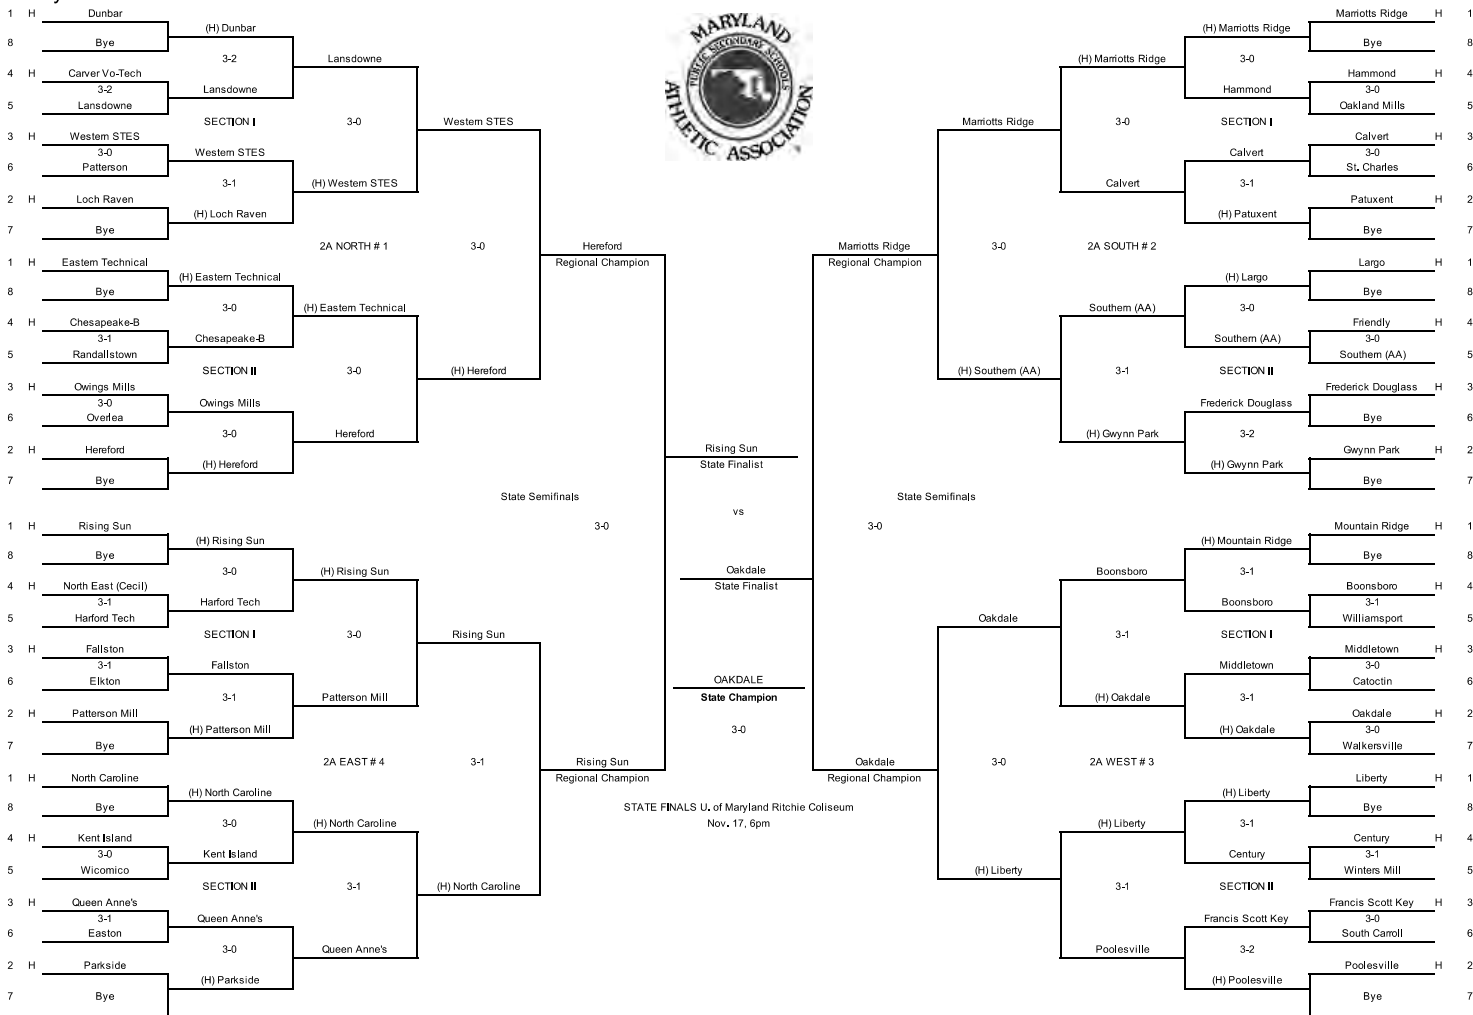 1 H Dunbar
8 Bye
(H) Dunbar
3-2
4 H Carver Vo-Tech
3-2
5 Lansdowne
Lansdowne
Lansdowne
SECTION I
3-0
3 H Western STES
3-0
6 Patterson
Western STES
3-1
2 H Loch Raven
7 Bye
(H) Loch Raven
(H) Western STES
Western STES
2A NORTH # 1
3-0
1 H Eastern Technical
8 Bye
(H) Eastern Technical
3-0
4 H Chesapeake-B
3-1
5 Randallstown
Chesapeake-B
(H) Eastern Technical
SECTION II
3-0
3 H Owings Mills
3-0
6 Overlea
Owings Mills
3-0
2 H Hereford
7 Bye
(H) Hereford
Hereford
(H) Hereford
Hereford
Regional Champion
State Semifinals
3-0
1 H Rising Sun
8 Bye
(H) Rising Sun
3-0
4 H North East (Cecil)
3-1
5 Harford Tech
Harford Tech
(H) Rising Sun
SECTION I
3-0
3 H Fallston
3-1
6 Elkton
Fallston
3-1
2 H Patterson Mill
7 Bye
(H) Patterson Mill
Patterson Mill
Rising Sun
2A EAST # 4
3-1
1 H North Caroline
8 Bye
(H) North Caroline
3-0
4 H Kent Island
3-0
5 Wicomico
Kent Island
(H) North Caroline
SECTION II
3-1
3 H Queen Anne's
3-1
6 Easton
Queen Anne's
3-0
2 H Parkside
7 Bye
(H) Parkside
Queen Anne's
(H) North Caroline
Rising Sun
Regional Champion
MARYLAND
PUBLIC SECONDARY SCHOOLS
ATHLETIC ASSOCIATION
Rising Sun
State Finalist
vs
Oakdale
State Finalist
OAKDALE
State Champion
3-0
STATE FINALS U. of Maryland Ritchie Coliseum
Nov. 17, 6pm
Marriotts Ridge H 1
Bye 8
(H) Marriotts Ridge
3-0
Hammond H 4
3-0
Oakland Mills 5
Hammond
(H) Marriotts Ridge
SECTION I
3-0
Calvert H 3
3-0
St. Charles 6
Calvert
3-1
Patuxent H 2
Bye 7
(H) Patuxent
Calvert
Marriotts Ridge
2A SOUTH # 2
3-0
Largo H 1
Bye 8
(H) Largo
3-0
Friendly H 4
3-0
Southern (AA) 5
Southern (AA)
Southern (AA)
SECTION II
3-1
Frederick Douglass H 3
Bye 6
Frederick Douglass
3-2
Gwynn Park H 2
Bye 7
(H) Gwynn Park
(H) Gwynn Park
(H) Southern (AA)
Marriotts Ridge
Regional Champion
State Semifinals
3-0
Mountain Ridge H 1
Bye 8
(H) Mountain Ridge
3-1
Boonsboro H 4
3-1
Williamsport 5
Boonsboro
Boonsboro
SECTION I
3-1
Middletown H 3
3-0
Catoctin 6
Middletown
3-1
Oakdale H 2
3-0
Walkersville 7
(H) Oakdale
(H) Oakdale
Oakdale
2A WEST # 3
3-0
Liberty H 1
Bye 8
(H) Liberty
3-1
Century H 4
3-1
Winters Mill 5
Century
(H) Liberty
SECTION II
3-1
Francis Scott Key H 3
3-0
South Carroll 6
Francis Scott Key
3-2
Poolesville H 2
Bye 7
(H) Poolesville
Poolesville
(H) Liberty
Oakdale
Regional Champion